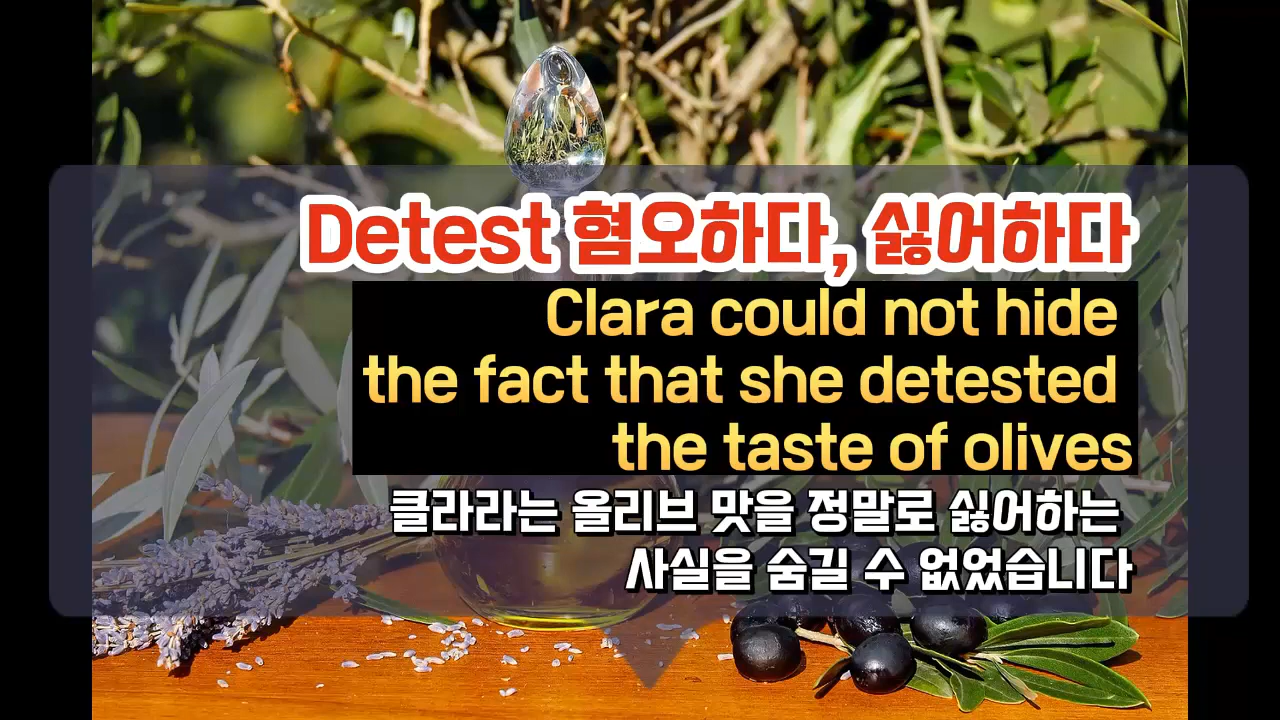 Detest 혐오하다, 싫어하다
Clara could not hide
the fact that she detested
the taste of olives
클라라는 올리브 맛을 정말로 싫어하는
사실을 숨길 수 없었습니다